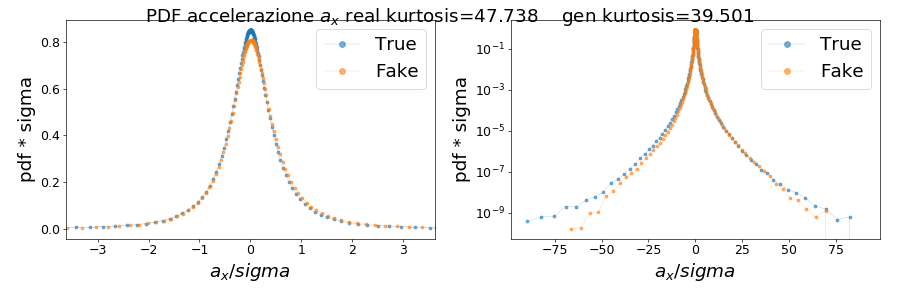 PDF accelerazione a_x real kurtosis=47.738 gen kurtosis=39.501
0.8
0.6
0.4
0.2
0.0
pdf * sigma
True
Fake
−3
−2
−1
0
1
2
3
a_x/sigma
10^−1
10^−3
10^−5
10^−7
10^−9
pdf * sigma
True
Fake
−75
−50
−25
0
25
50
75
a_x/sigma